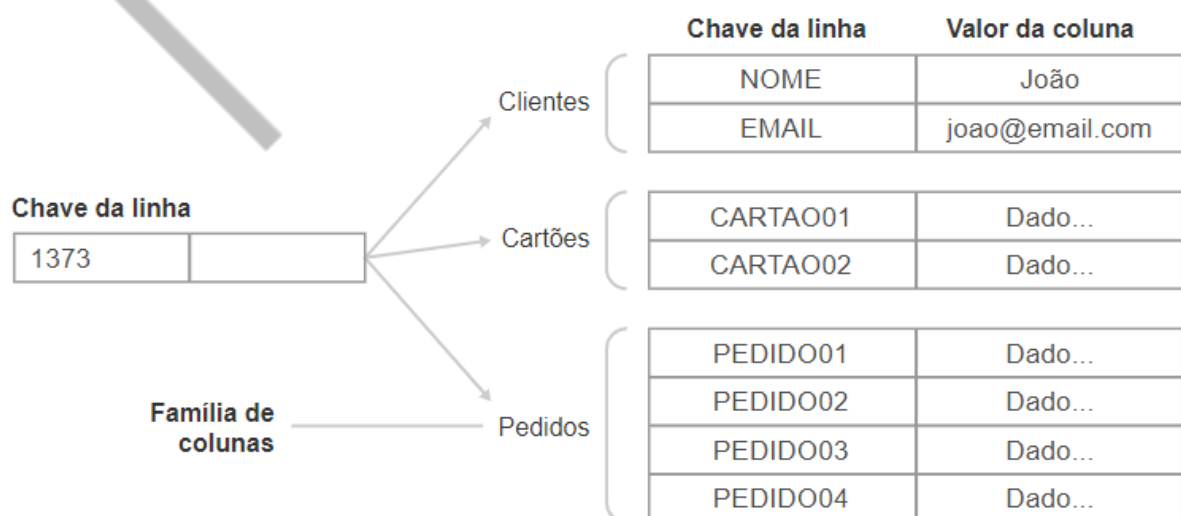 Chave da linha Valor da coluna
Clientes
NOME João
EMAIL joao@email.com
Chave da linha
1373
Cartões
CARTAO01 Dado...
CARTAO02 Dado...
Família de
colunas
Pedidos
PEDIDO01 Dado...
PEDIDO02 Dado...
PEDIDO03 Dado...
PEDIDO04 Dado...